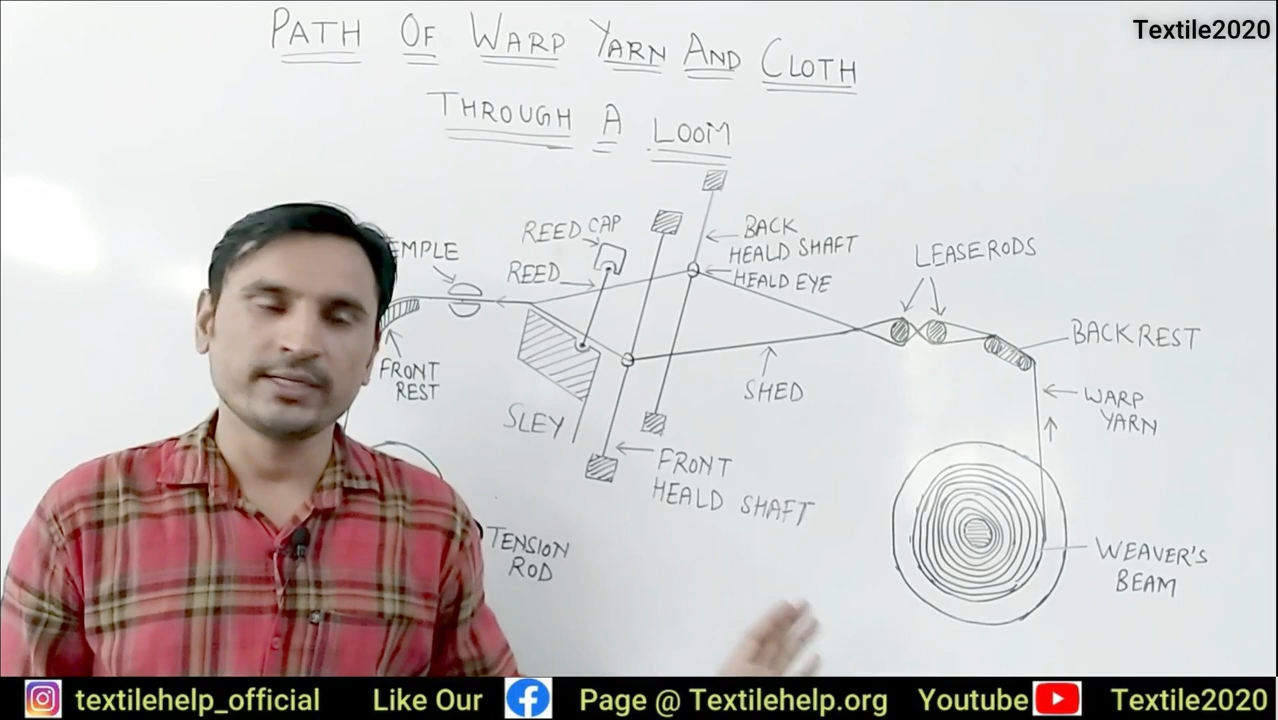 Textile2020
PATH OF WARP YARN AND CLOTH
THROUGH A LOOM
EMPLE
REED CAP
REED
BACK
HEALD SHAFT
HEALD EYE
LEASE RODS
BACK REST
FRONT
REST
SHED
WARP
YARN
SLEY
FRONT
HEALD SHAFT
TENSION
ROD
WEAVER'S
BEAM
textilehelp_official Like Our Page @ Textilehelp.org Youtube Textile2020